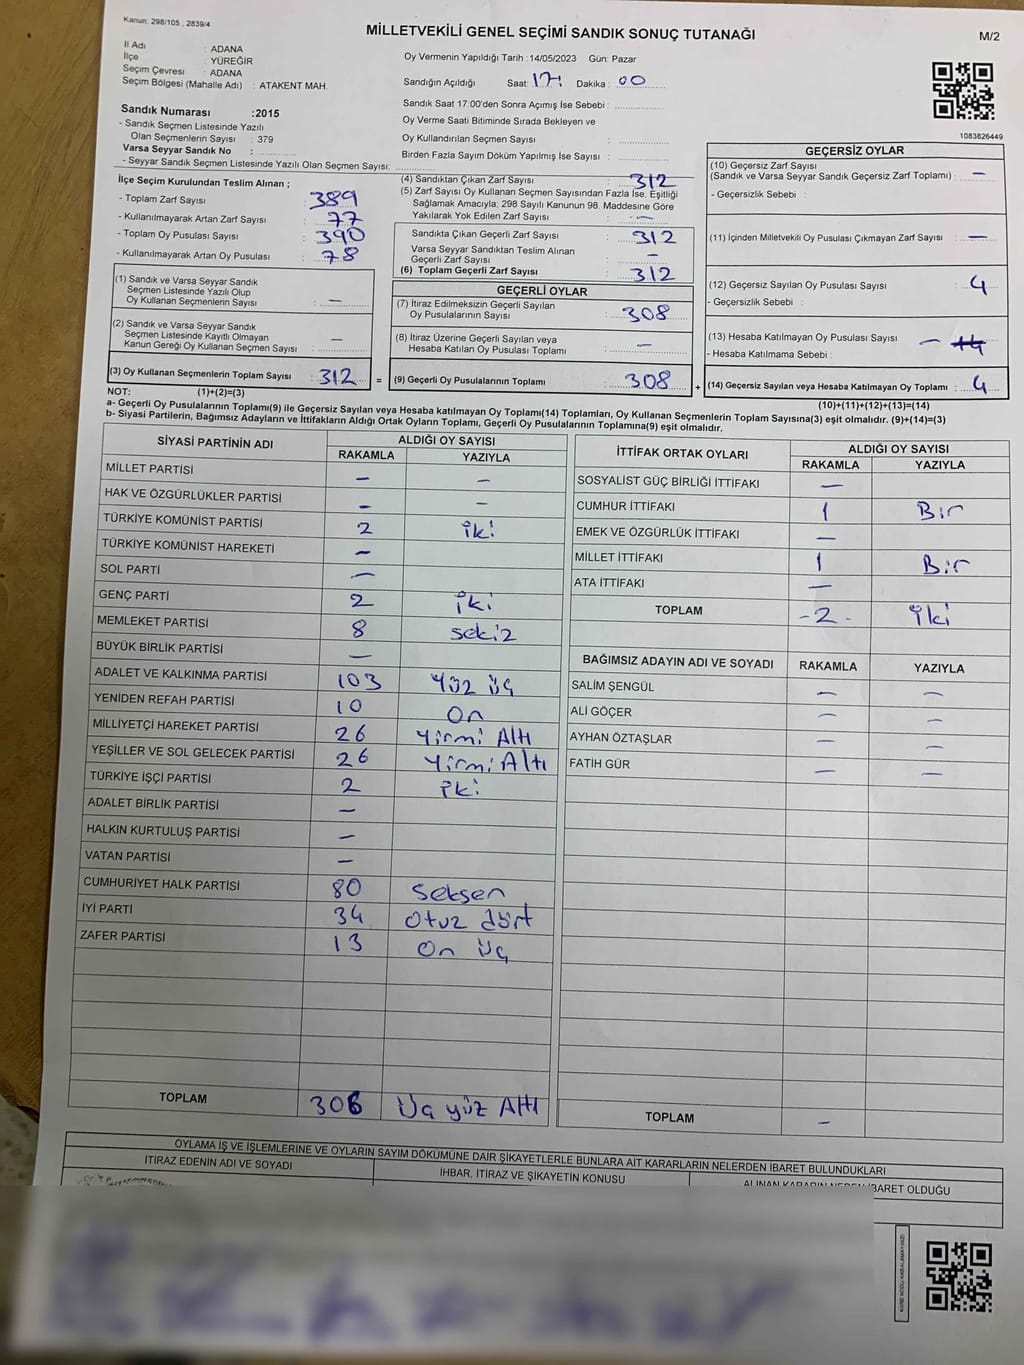 Kanun. 298/105 , 2839/4
MİLLETVEKİLİ GENEL SEÇİMİ SANDIK SONUÇ TUTANAĞI
M/2
İl Adı : ADANA
İlçe : YÜREĞİR
Seçim Çevresi : ADANA
Seçim Bölgesi (Mahalle Adı) : ATAKENT MAH.
Oy Vermenin Yapıldığı Tarih :14/05/2023 Gün: Pazar
Sandığın Açıldığı Saat: 17: Dakika : 00
Sandık Saat 17:00'den Sonra Açımış İse Sebebi :
Oy Verme Saati Bitiminde Sırada Bekleyen ve
Oy Kullandırılan Seçmen Sayısı :
Birden Fazla Sayım Döküm Yapılmış İse Sayısı :
1083826449
Sandık Numarası :2015
- Sandık Seçmen Listesinde Yazılı
Olan Seçmenlerin Sayısı : 379
Varsa Seyyar Sandık No :
- Seyyar Sandık Seçmen Listesinde Yazılı Olan Seçmen Sayısı:
İlçe Seçim Kurulundan Teslim Alınan ;
- Toplam Zarf Sayısı : 389
- Kullanılmayarak Artan Zarf Sayısı : 77
- Toplam Oy Pusulası Sayısı : 390
- Kullanılmayarak Artan Oy Pusulası : 78
(1) Sandık ve Varsa Seyyar Sandık
Seçmen Listesinde Yazılı Olup
Oy Kullanan Seçmenlerin Sayısı : —
(2) Sandık ve Varsa Seyyar Sandık
Seçmen Listesinde Kayıtlı Olmayan
Kanun Gereği Oy Kullanan Seçmen Sayısı : —
(3) Oy Kullanan Seçmenlerin Toplam Sayısı : 312 =
(4) Sandıktan Çıkan Zarf Sayısı : 312
(5) Zarf Sayısı Oy Kullanan Seçmen Sayısından Fazla İse, Eşitliği
Sağlamak Amacıyla; 298 Sayılı Kanunun 98. Maddesine Göre
Yakılarak Yok Edilen Zarf Sayısı : —
Sandıkta Çıkan Geçerli Zarf Sayısı : 312
Varsa Seyyar Sandıktan Teslim Alınan
Geçerli Zarf Sayısı : —
(6) Toplam Geçerli Zarf Sayısı : 312
GEÇERLİ OYLAR
(7) İtiraz Edilmeksizin Geçerli Sayılan
Oy Pusulalarının Sayısı : 308
(8) İtiraz Üzerine Geçerli Sayılan veya
Hesaba Katılan Oy Pusulası Toplamı : —
(9) Geçerli Oy Pusulalarının Toplamı : 308 +
GEÇERSİZ OYLAR
(10) Geçersiz Zarf Sayısı
(Sandık ve Varsa Seyyar Sandık Geçersiz Zarf Toplamı) : —
- Geçersizlik Sebebi :
(11) İçinden Milletvekili Oy Pusulası Çıkmayan Zarf Sayısı : —
(12) Geçersiz Sayılan Oy Pusulası Sayısı : 4
- Geçersizlik Sebebi :
(13) Hesaba Katılmayan Oy Pusulası Sayısı : —
- Hesaba Katılmama Sebebi :
(14) Geçersiz Sayılan veya Hesaba Katılmayan Oy Toplamı : 4
NOT: (1)+(2)=(3)
(10)+(11)+(12)+(13)=(14)
a- Geçerli Oy Pusulalarının Toplamı(9) ile Geçersiz Sayılan veya Hesaba katılmayan Oy Toplamı(14) Toplamları, Oy Kullanan Seçmenlerin Toplam Sayısına(3) eşit olmalıdır. (9)+(14)=(3)
b- Siyasi Partilerin, Bağımsız Adayların ve İttifakların Aldığı Ortak Oyların Toplamı, Geçerli Oy Pusulalarının Toplamına(9) eşit olmalıdır.
SİYASİ PARTİNİN ADI ALDIĞI OY SAYISI
RAKAMLA YAZIYLA
MİLLET PARTİSİ — —
HAK VE ÖZGÜRLÜKLER PARTİSİ — —
TÜRKİYE KOMÜNİST PARTİSİ 2 iki
TÜRKİYE KOMÜNİST HAREKETİ —
SOL PARTİ —
GENÇ PARTİ 2 iki
MEMLEKET PARTİSİ 8 sekiz
BÜYÜK BİRLİK PARTİSİ —
ADALET VE KALKINMA PARTİSİ 103 Yüz üç
YENİDEN REFAH PARTİSİ 10 On
MİLLİYETÇİ HAREKET PARTİSİ 26 Yirmi Altı
YEŞİLLER VE SOL GELECEK PARTİSİ 26 Yirmi Altı
TÜRKİYE İŞÇİ PARTİSİ 2 iki
ADALET BİRLİK PARTİSİ —
HALKIN KURTULUŞ PARTİSİ —
VATAN PARTİSİ —
CUMHURİYET HALK PARTİSİ 80 Seksen
İYİ PARTİ 34 Otuz dört
ZAFER PARTİSİ 13 On üç
TOPLAM 306 Üç yüz Altı
İTTİFAK ORTAK OYLARI ALDIĞI OY SAYISI
RAKAMLA YAZIYLA
SOSYALİST GÜÇ BİRLİĞİ İTTİFAKI —
CUMHUR İTTİFAKI 1 Bir
EMEK VE ÖZGÜRLÜK İTTİFAKI —
MİLLET İTTİFAKI 1 Bir
ATA İTTİFAKI —
TOPLAM -2- iki
BAĞIMSIZ ADAYIN ADI VE SOYADI RAKAMLA YAZIYLA
SALİM ŞENGÜL — —
ALİ GÖÇER — —
AYHAN ÖZTAŞLAR — —
FATİH GÜR — —
TOPLAM —
OYLAMA İŞ VE İŞLEMLERİNE VE OYLARIN SAYIM DÖKÜMÜNE DAİR ŞİKAYETLERLE BUNLARA AİT KARARLARIN NELERDEN İBARET BULUNDUKLARI
İTİRAZ EDENİN ADI VE SOYADI İHBAR, İTİRAZ VE ŞİKAYETİN KONUSU ALINAN KARARIN NEDEN İBARET OLDUĞU
KARE KODU KARALAMAYINIZ!